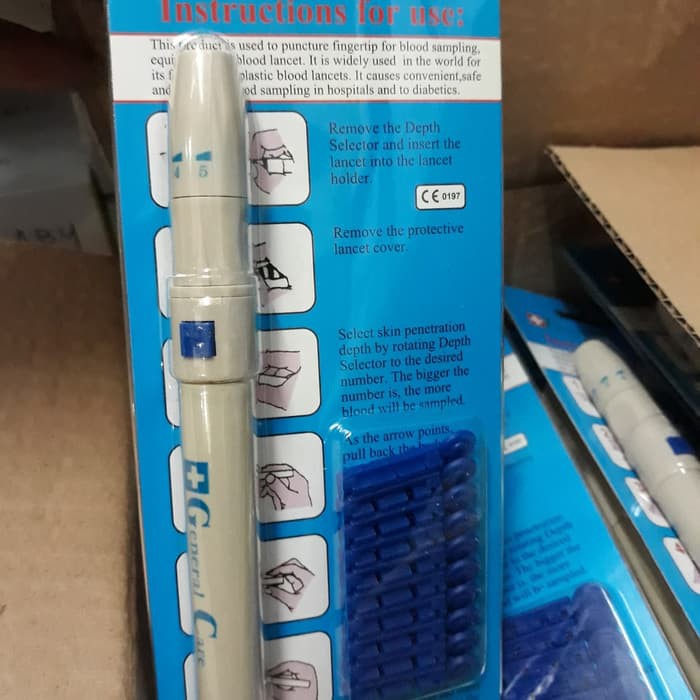 Instructions for use:
This is used to puncture fingertip for blood sampling,
blood lancet. It is widely used in the world for
its plastic blood lancets. It causes convenient,safe
and sampling in hospitals and to diabetics.
Remove the Depth
Selector and insert the
lancet into the lancet
holder.
CE 0197
Remove the protective
lancet cover.
Select skin penetration
depth by rotating Depth
Selector to the desired
number. The bigger the
number is, the more
blood will be sampled.
As the arrow points,
pull back the
4 5
General Care